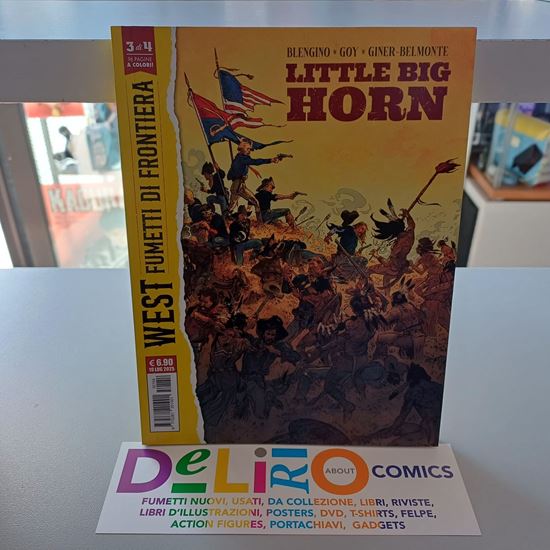 3 di 4
96 PAGINE
A COLORI!
WEST FUMETTI DI FRONTIERA
€ 6.90
BLENGINO * GOY * GINER-BELMONTE
LITTLE BIG
HORN
DELIRIO ABOUT COMICS
FUMETTI NUOVI, USATI, DA COLLEZIONE, LIBRI, RIVISTE,
LIBRI D'ILLUSTRAZIONI, POSTERS, DVD, T-SHIRTS, FELPE,
ACTION FIGURES, PORTACHIAVI, GADGETS